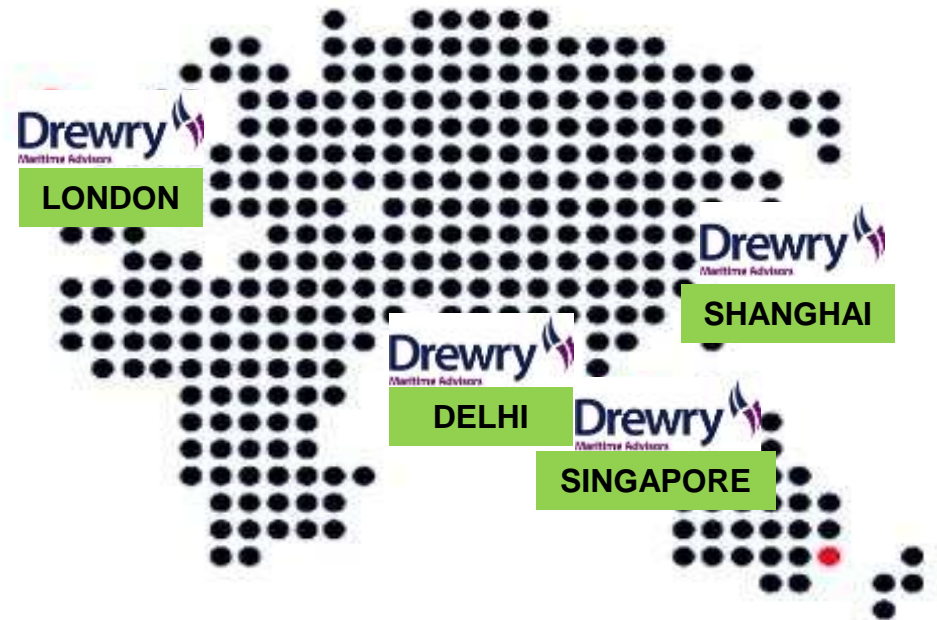 Drewry
Maritime Advisors
LONDON
Drewry
Maritime Advisors
SHANGHAI
Drewry
Maritime Advisors
DELHI
Drewry
Maritime Advisors
SINGAPORE